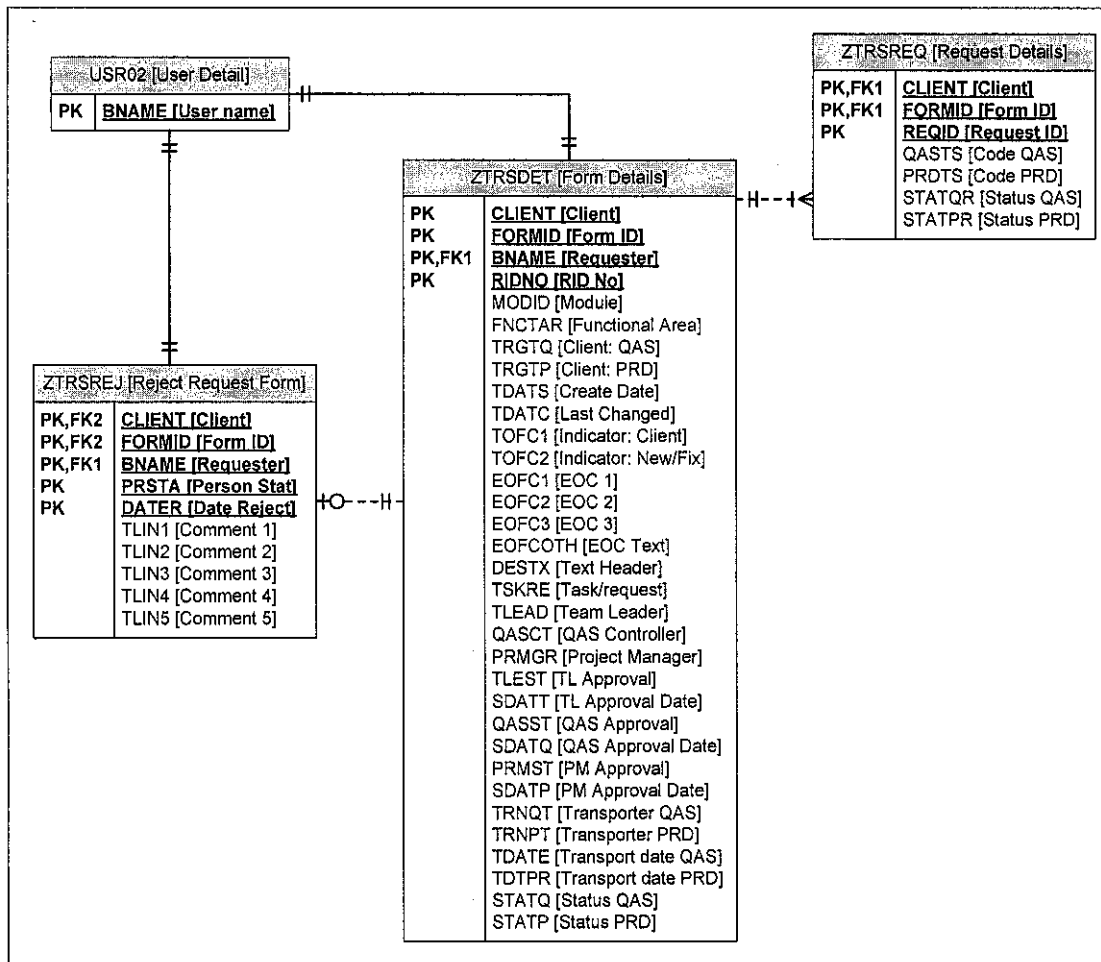 USR02 [User Detail]
PK BNAME [User name]
ZTRSREQ [Request Details]
PK,FK1 CLIENT [Client]
PK,FK1 FORMID [Form ID]
PK REQID [Request ID]
QASTS [Code QAS]
PRDTS [Code PRD]
STATQR [Status QAS]
STATPR [Status PRD]
ZTRSDET [Form Details]
PK CLIENT [Client]
PK FORMID [Form ID]
PK,FK1 BNAME [Requester]
PK RIDNO [RID No]
MODID [Module]
FNCTAR [Functional Area]
TRGTQ [Client: QAS]
TRGTP [Client: PRD]
TDATS [Create Date]
TDATC [Last Changed]
TOFC1 [Indicator: Client]
TOFC2 [Indicator: New/Fix]
EOFC1 [EOC 1]
EOFC2 [EOC 2]
EOFC3 [EOC 3]
EOFCOTH [EOC Text]
DESTX [Text Header]
TSKRE [Task/request]
TLEAD [Team Leader]
QASCT [QAS Controller]
PRMGR [Project Manager]
TLEST [TL Approval]
SDATT [TL Approval Date]
QASST [QAS Approval]
SDATQ [QAS Approval Date]
PRMST [PM Approval]
SDATP [PM Approval Date]
TRNQT [Transporter QAS]
TRNPT [Transporter PRD]
TDATE [Transport date QAS]
TDTPR [Transport date PRD]
STATQ [Status QAS]
STATP [Status PRD]
ZTRSREJ [Reject Request Form]
PK,FK2 CLIENT [Client]
PK,FK2 FORMID [Form ID]
PK,FK1 BNAME [Requester]
PK PRSTA [Person Stat]
PK DATER [Date Reject]
TLIN1 [Comment 1]
TLIN2 [Comment 2]
TLIN3 [Comment 3]
TLIN4 [Comment 4]
TLIN5 [Comment 5]